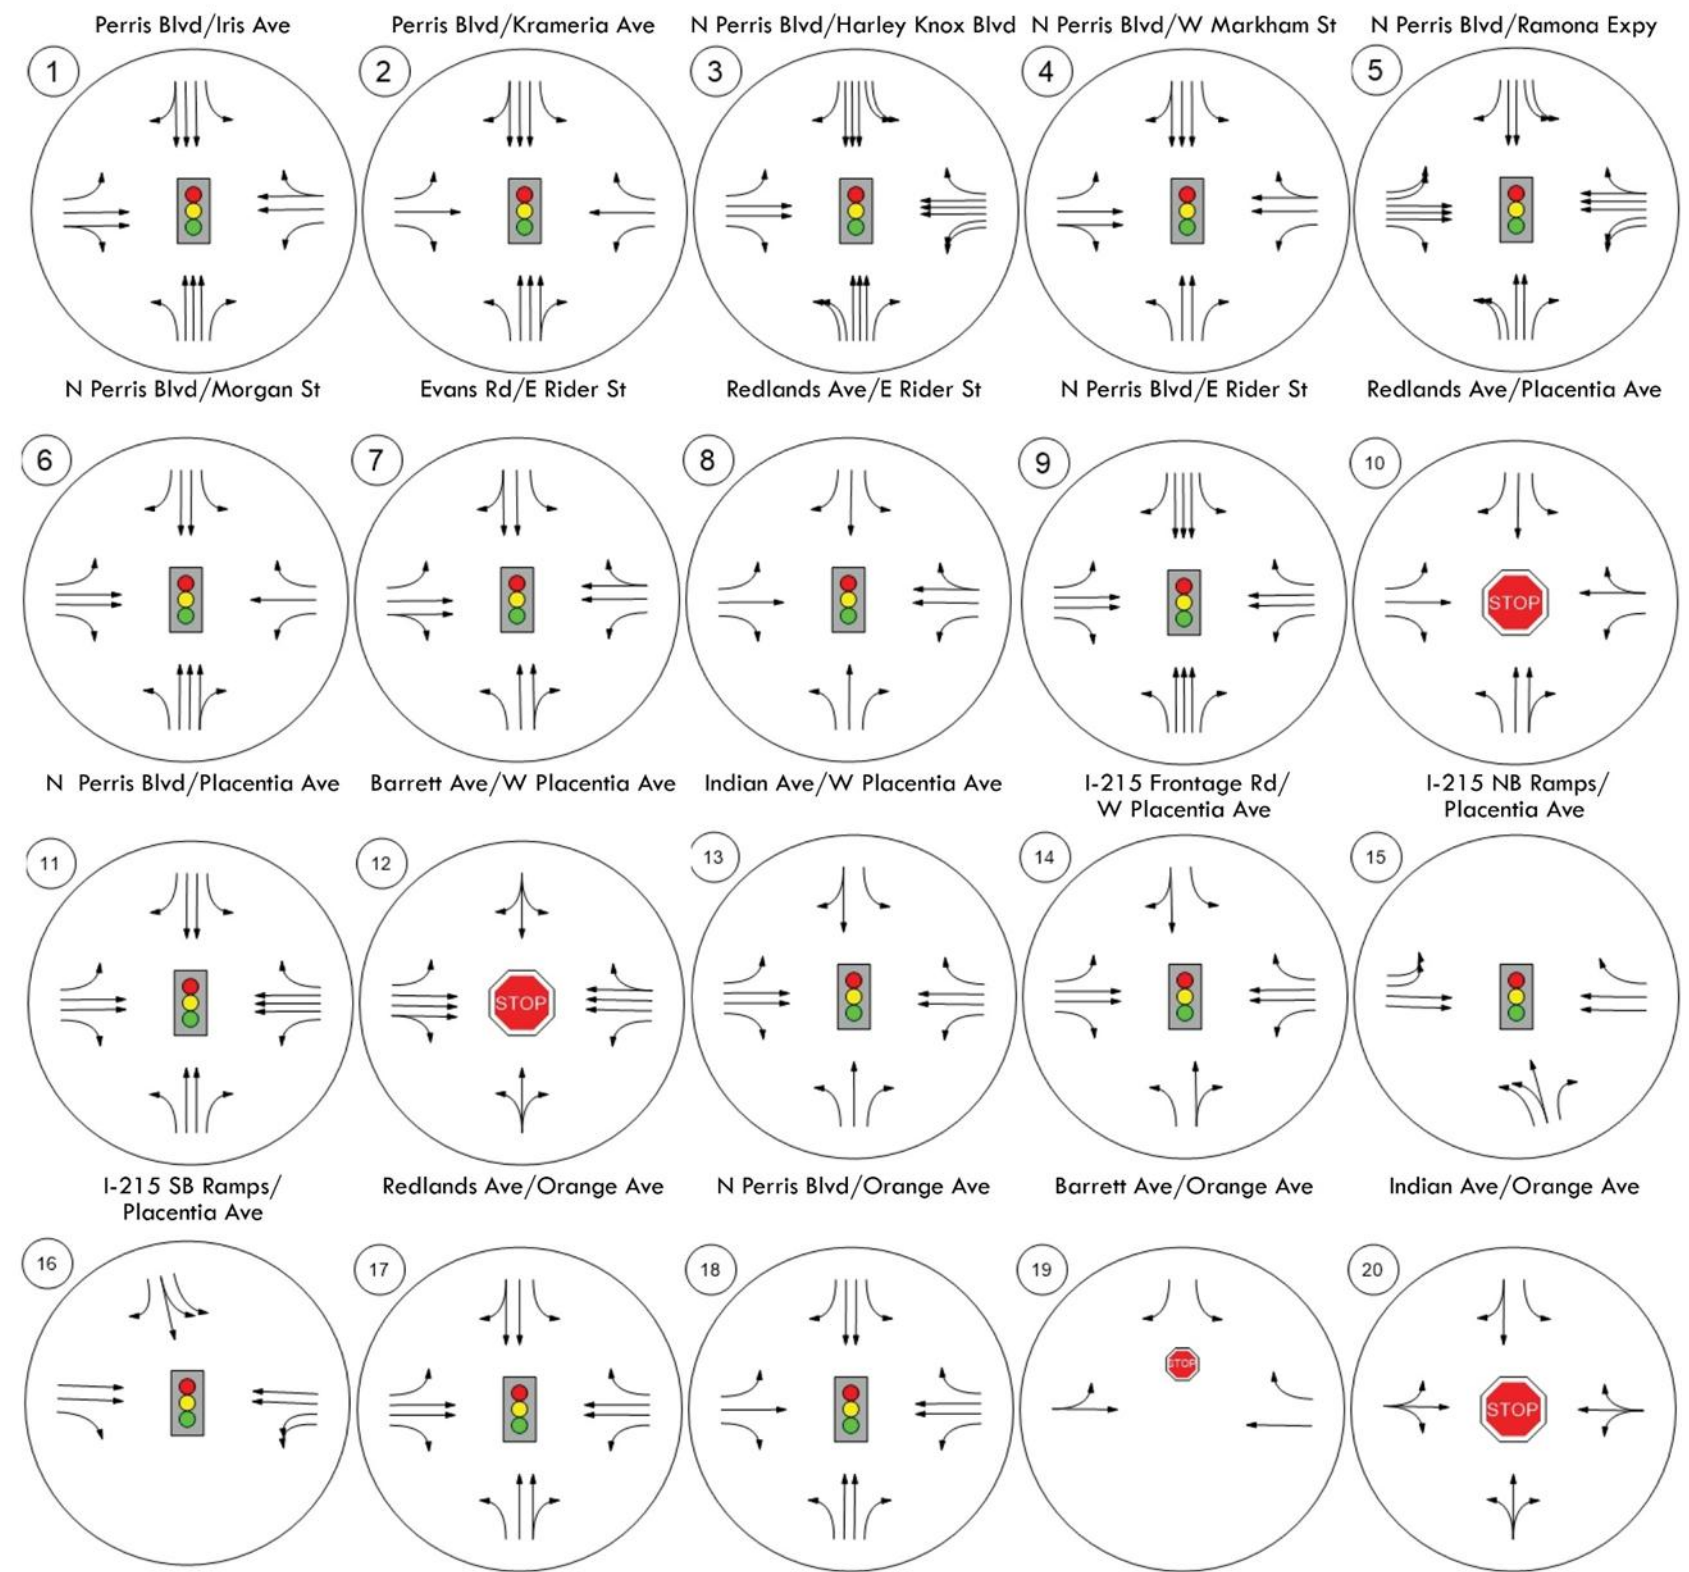 Perris Blvd/Iris Ave
Perris Blvd/Krameria Ave
N Perris Blvd/Harley Knox Blvd
N Perris Blvd/W Markham St
N Perris Blvd/Ramona Expy
1
2
3
4
5
N Perris Blvd/Morgan St
Evans Rd/E Rider St
Redlands Ave/E Rider St
N Perris Blvd/E Rider St
Redlands Ave/Placentia Ave
6
7
8
9
10
STOP
N Perris Blvd/Placentia Ave
Barrett Ave/W Placentia Ave
Indian Ave/W Placentia Ave
I-215 Frontage Rd/
W Placentia Ave
I-215 NB Ramps/
Placentia Ave
11
12
13
14
15
STOP
I-215 SB Ramps/
Placentia Ave
Redlands Ave/Orange Ave
N Perris Blvd/Orange Ave
Barrett Ave/Orange Ave
Indian Ave/Orange Ave
16
17
18
19
20
STOP
STOP